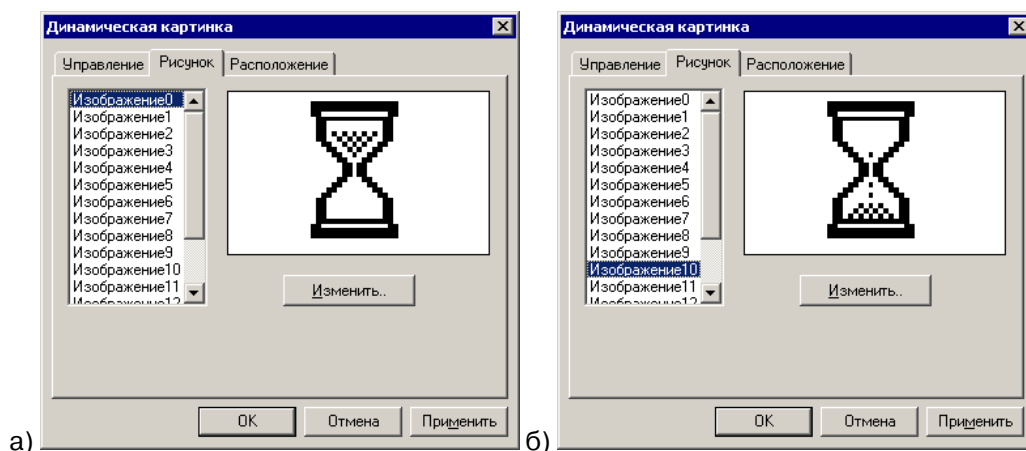 Динамическая картинка
Управление Рисунок Расположение
Изображение0
Изображение1
Изображение2
Изображение3
Изображение4
Изображение5
Изображение6
Изображение7
Изображение8
Изображение9
Изображение10
Изображение11
Изображение12
Изменить..
OK Отмена Применить
а)
Динамическая картинка
Управление Рисунок Расположение
Изображение0
Изображение1
Изображение2
Изображение3
Изображение4
Изображение5
Изображение6
Изображение7
Изображение8
Изображение9
Изображение10
Изображение11
Изображение12
Изменить..
OK Отмена Применить
б)